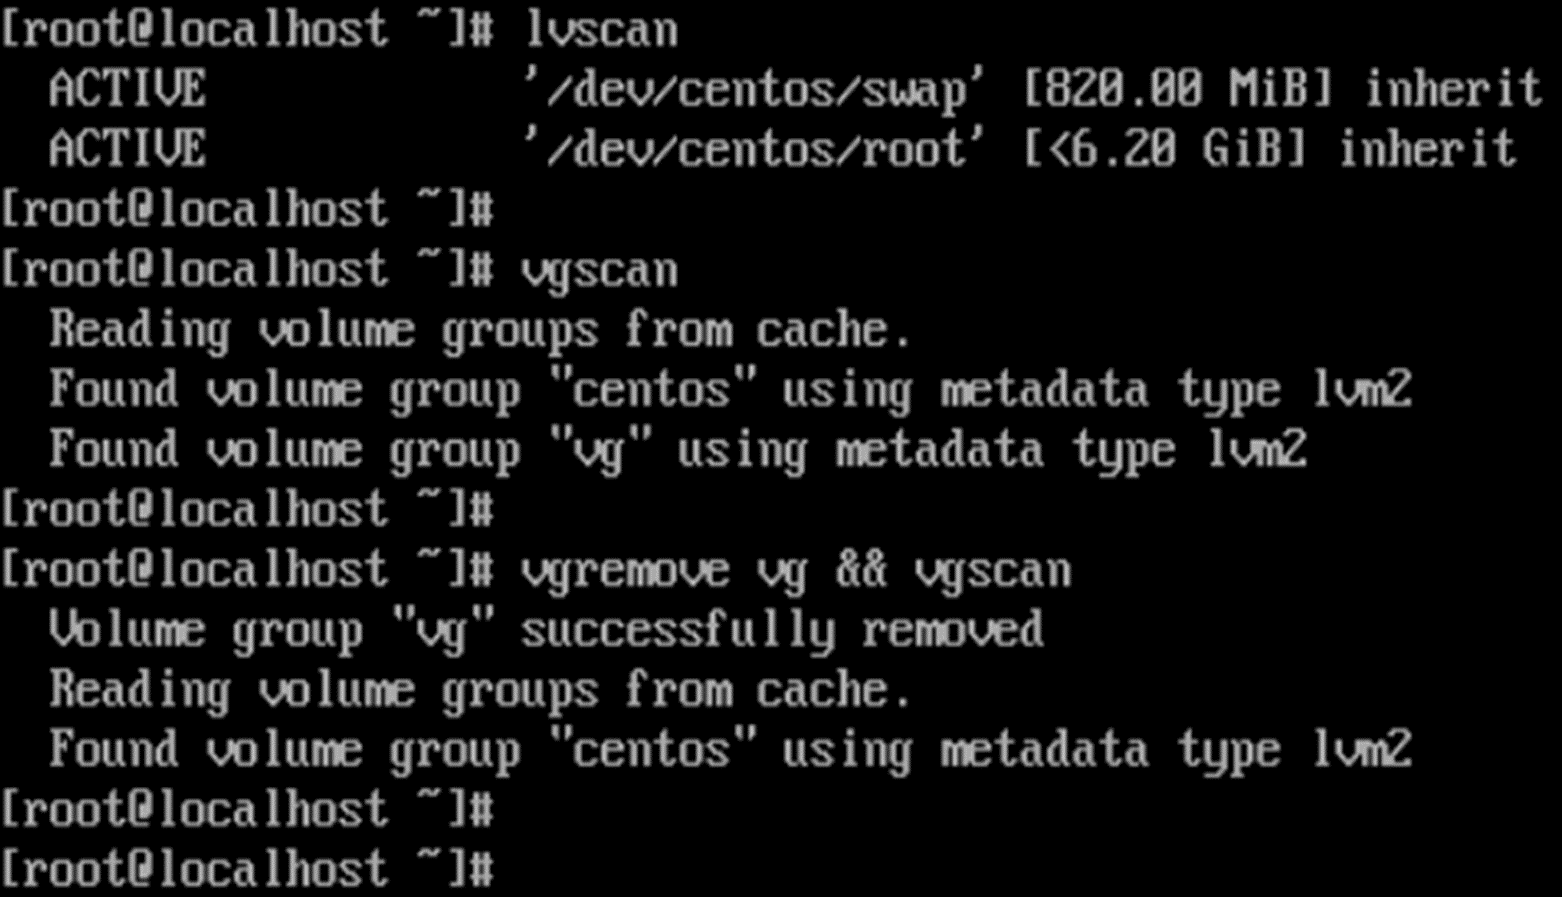 [root@localhost ~]# lvscan
  ACTIVE            '/dev/centos/swap' [820.00 MiB] inherit
  ACTIVE            '/dev/centos/root' [<6.20 GiB] inherit
[root@localhost ~]#
[root@localhost ~]# vgscan
  Reading volume groups from cache.
  Found volume group "centos" using metadata type lvm2
  Found volume group "vg" using metadata type lvm2
[root@localhost ~]#
[root@localhost ~]# vgremove vg && vgscan
  Volume group "vg" successfully removed
  Reading volume groups from cache.
  Found volume group "centos" using metadata type lvm2
[root@localhost ~]#
[root@localhost ~]#